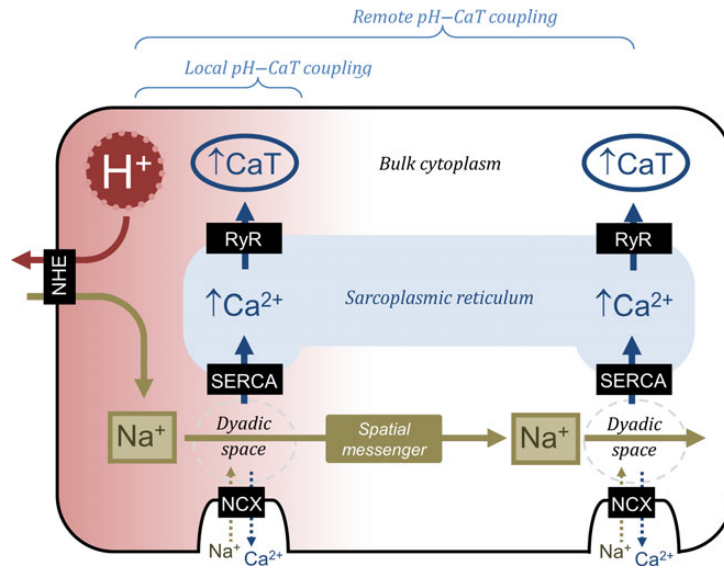 Remote pH–CaT coupling
Local pH–CaT coupling
H⁺
↑CaT
Bulk cytoplasm
↑CaT
NHE
RyR
RyR
↑Ca²⁺
Sarcoplasmic reticulum
↑Ca²⁺
SERCA
SERCA
Na⁺
Dyadic
space
Spatial
messenger
Na⁺
Dyadic
space
NCX
NCX
Na⁺
Ca²⁺
Na⁺
Ca²⁺